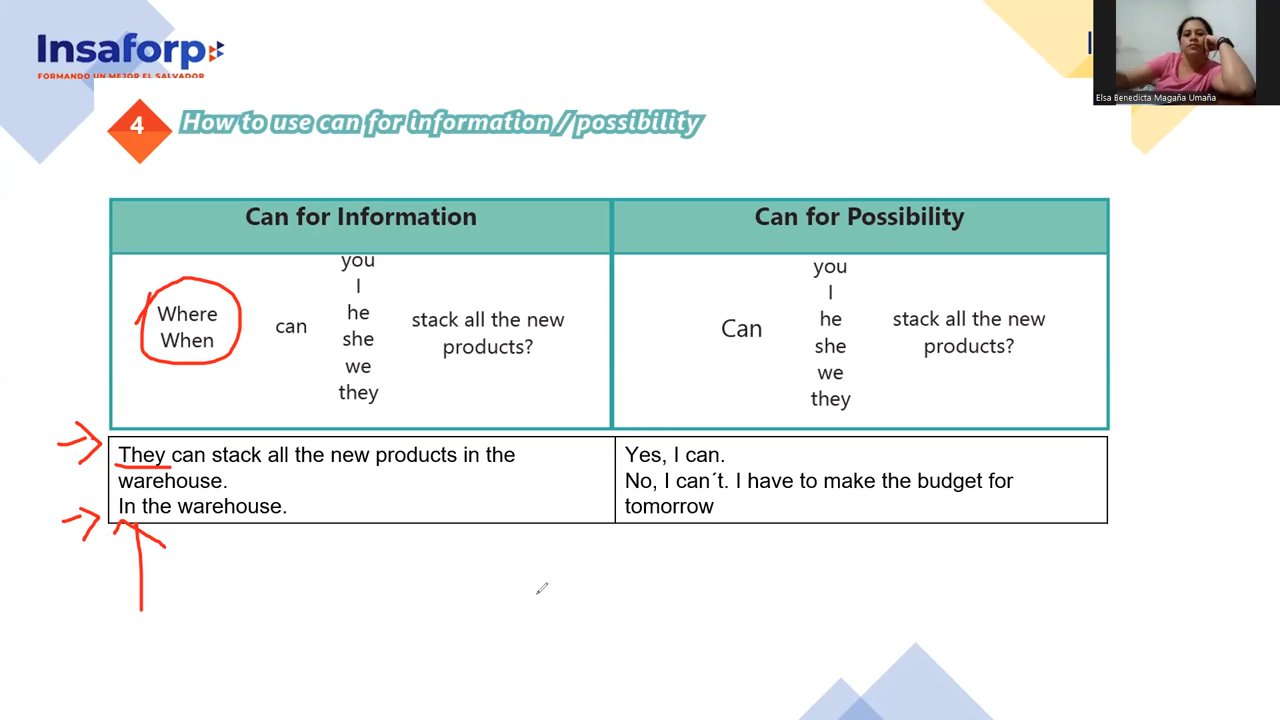 Insaforp
FORMANDO UN MEJOR EL SALVADOR
Elsa Benedicta Magaña Umaña
4
How to use can for information / possibility
Can for Information
Can for Possibility
Where
When
can
you
I
he
she
we
they
stack all the new
products?
Can
you
I
he
she
we
they
stack all the new
products?
They can stack all the new products in the
warehouse.
In the warehouse.
Yes, I can.
No, I can´t. I have to make the budget for
tomorrow